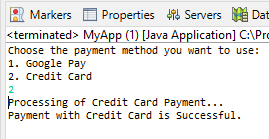 Markers Properties Servers Data
<terminated> MyApp (1) [Java Application] C:\Pro
Choose the payment method you want to use:
1. Google Pay
2. Credit Card
2
Processing of Credit Card Payment...
Payment with Credit Card is Successful.